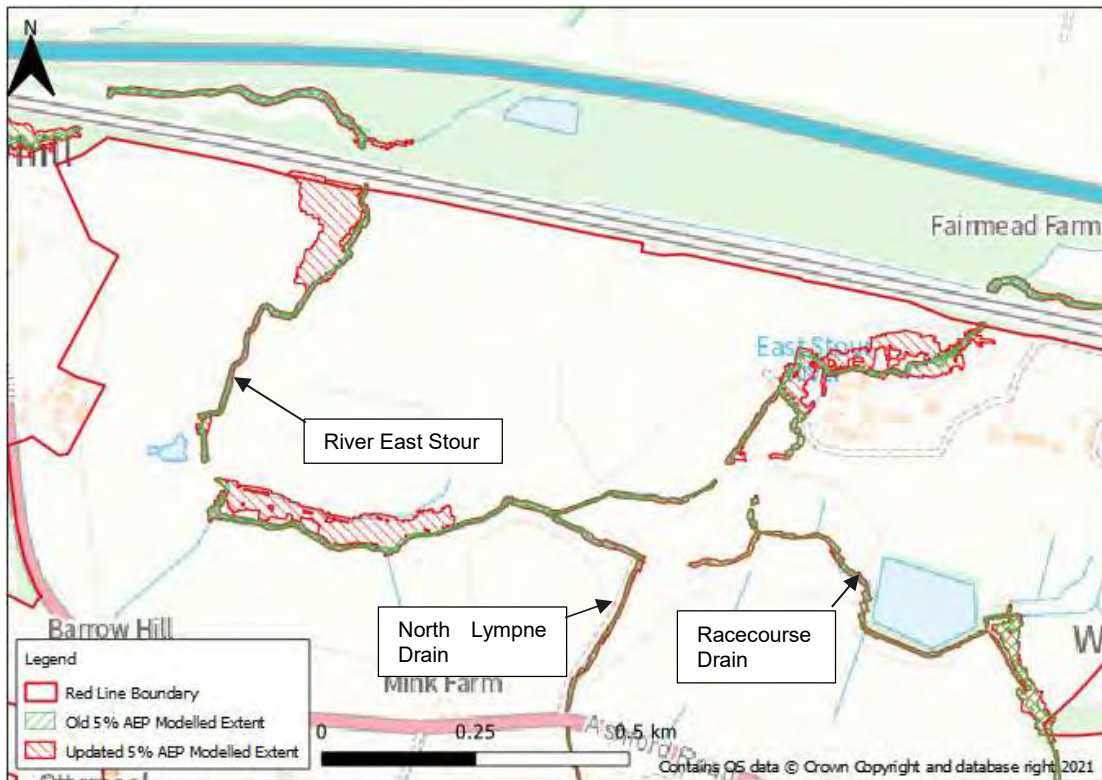 N
HILL
Fairmead Farm
East Stour
River East Stour
North Lympne
Drain
Racecourse
Drain
Barrow Hill
Mink Farm
W
Legend
Red Line Boundary
Old 5% AEP Modelled Extent
Updated 5% AEP Modelled Extent
0 0.25 0.5 km
Contains OS data © Crown Copyright and database right 2021